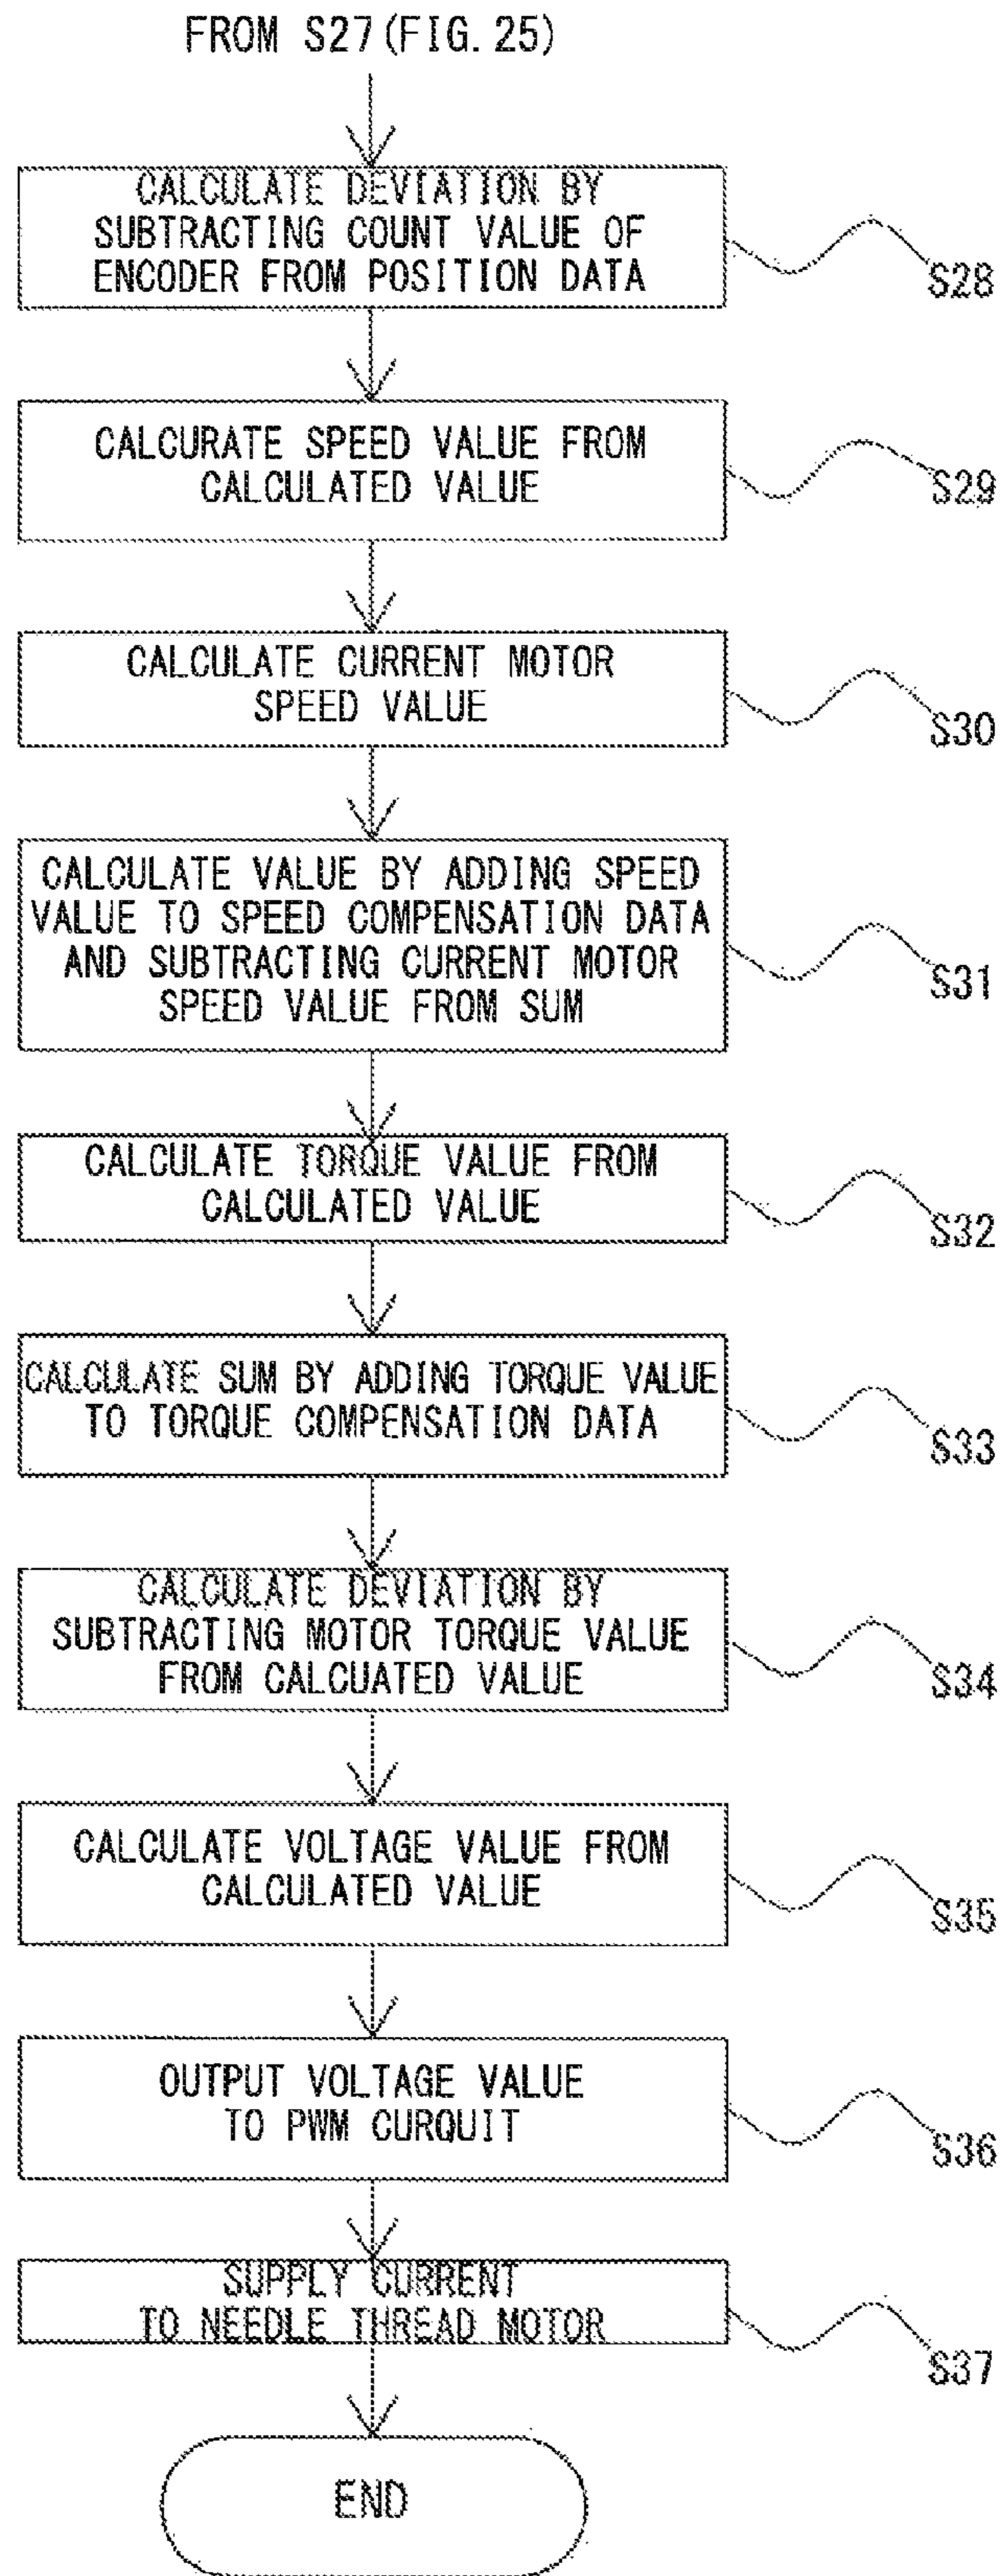 FROM S27(FIG. 25)
CALCULATE DEVIATION BY
SUBTRACTING COUNT VALUE OF
ENCODER FROM POSITION DATA
S28
CALCURATE SPEED VALUE FROM
CALCULATED VALUE
S29
CALCULATE CURRENT MOTOR
SPEED VALUE
S30
CALCULATE VALUE BY ADDING SPEED
VALUE TO SPEED COMPENSATION DATA
AND SUBTRACTING CURRENT MOTOR
SPEED VALUE FROM SUM
S31
CALCULATE TORQUE VALUE FROM
CALCULATED VALUE
S32
CALCULATE SUM BY ADDING TORQUE VALUE
TO TORQUE COMPENSATION DATA
S33
CALCULATE DEVIATION BY
SUBTRACTING MOTOR TORQUE VALUE
FROM CALCUATED VALUE
S34
CALCULATE VOLTAGE VALUE FROM
CALCULATED VALUE
S35
OUTPUT VOLTAGE VALUE
TO PWM CURQUIT
S36
SUPPLY CURRENT
TO NEEDLE THREAD MOTOR
S37
END